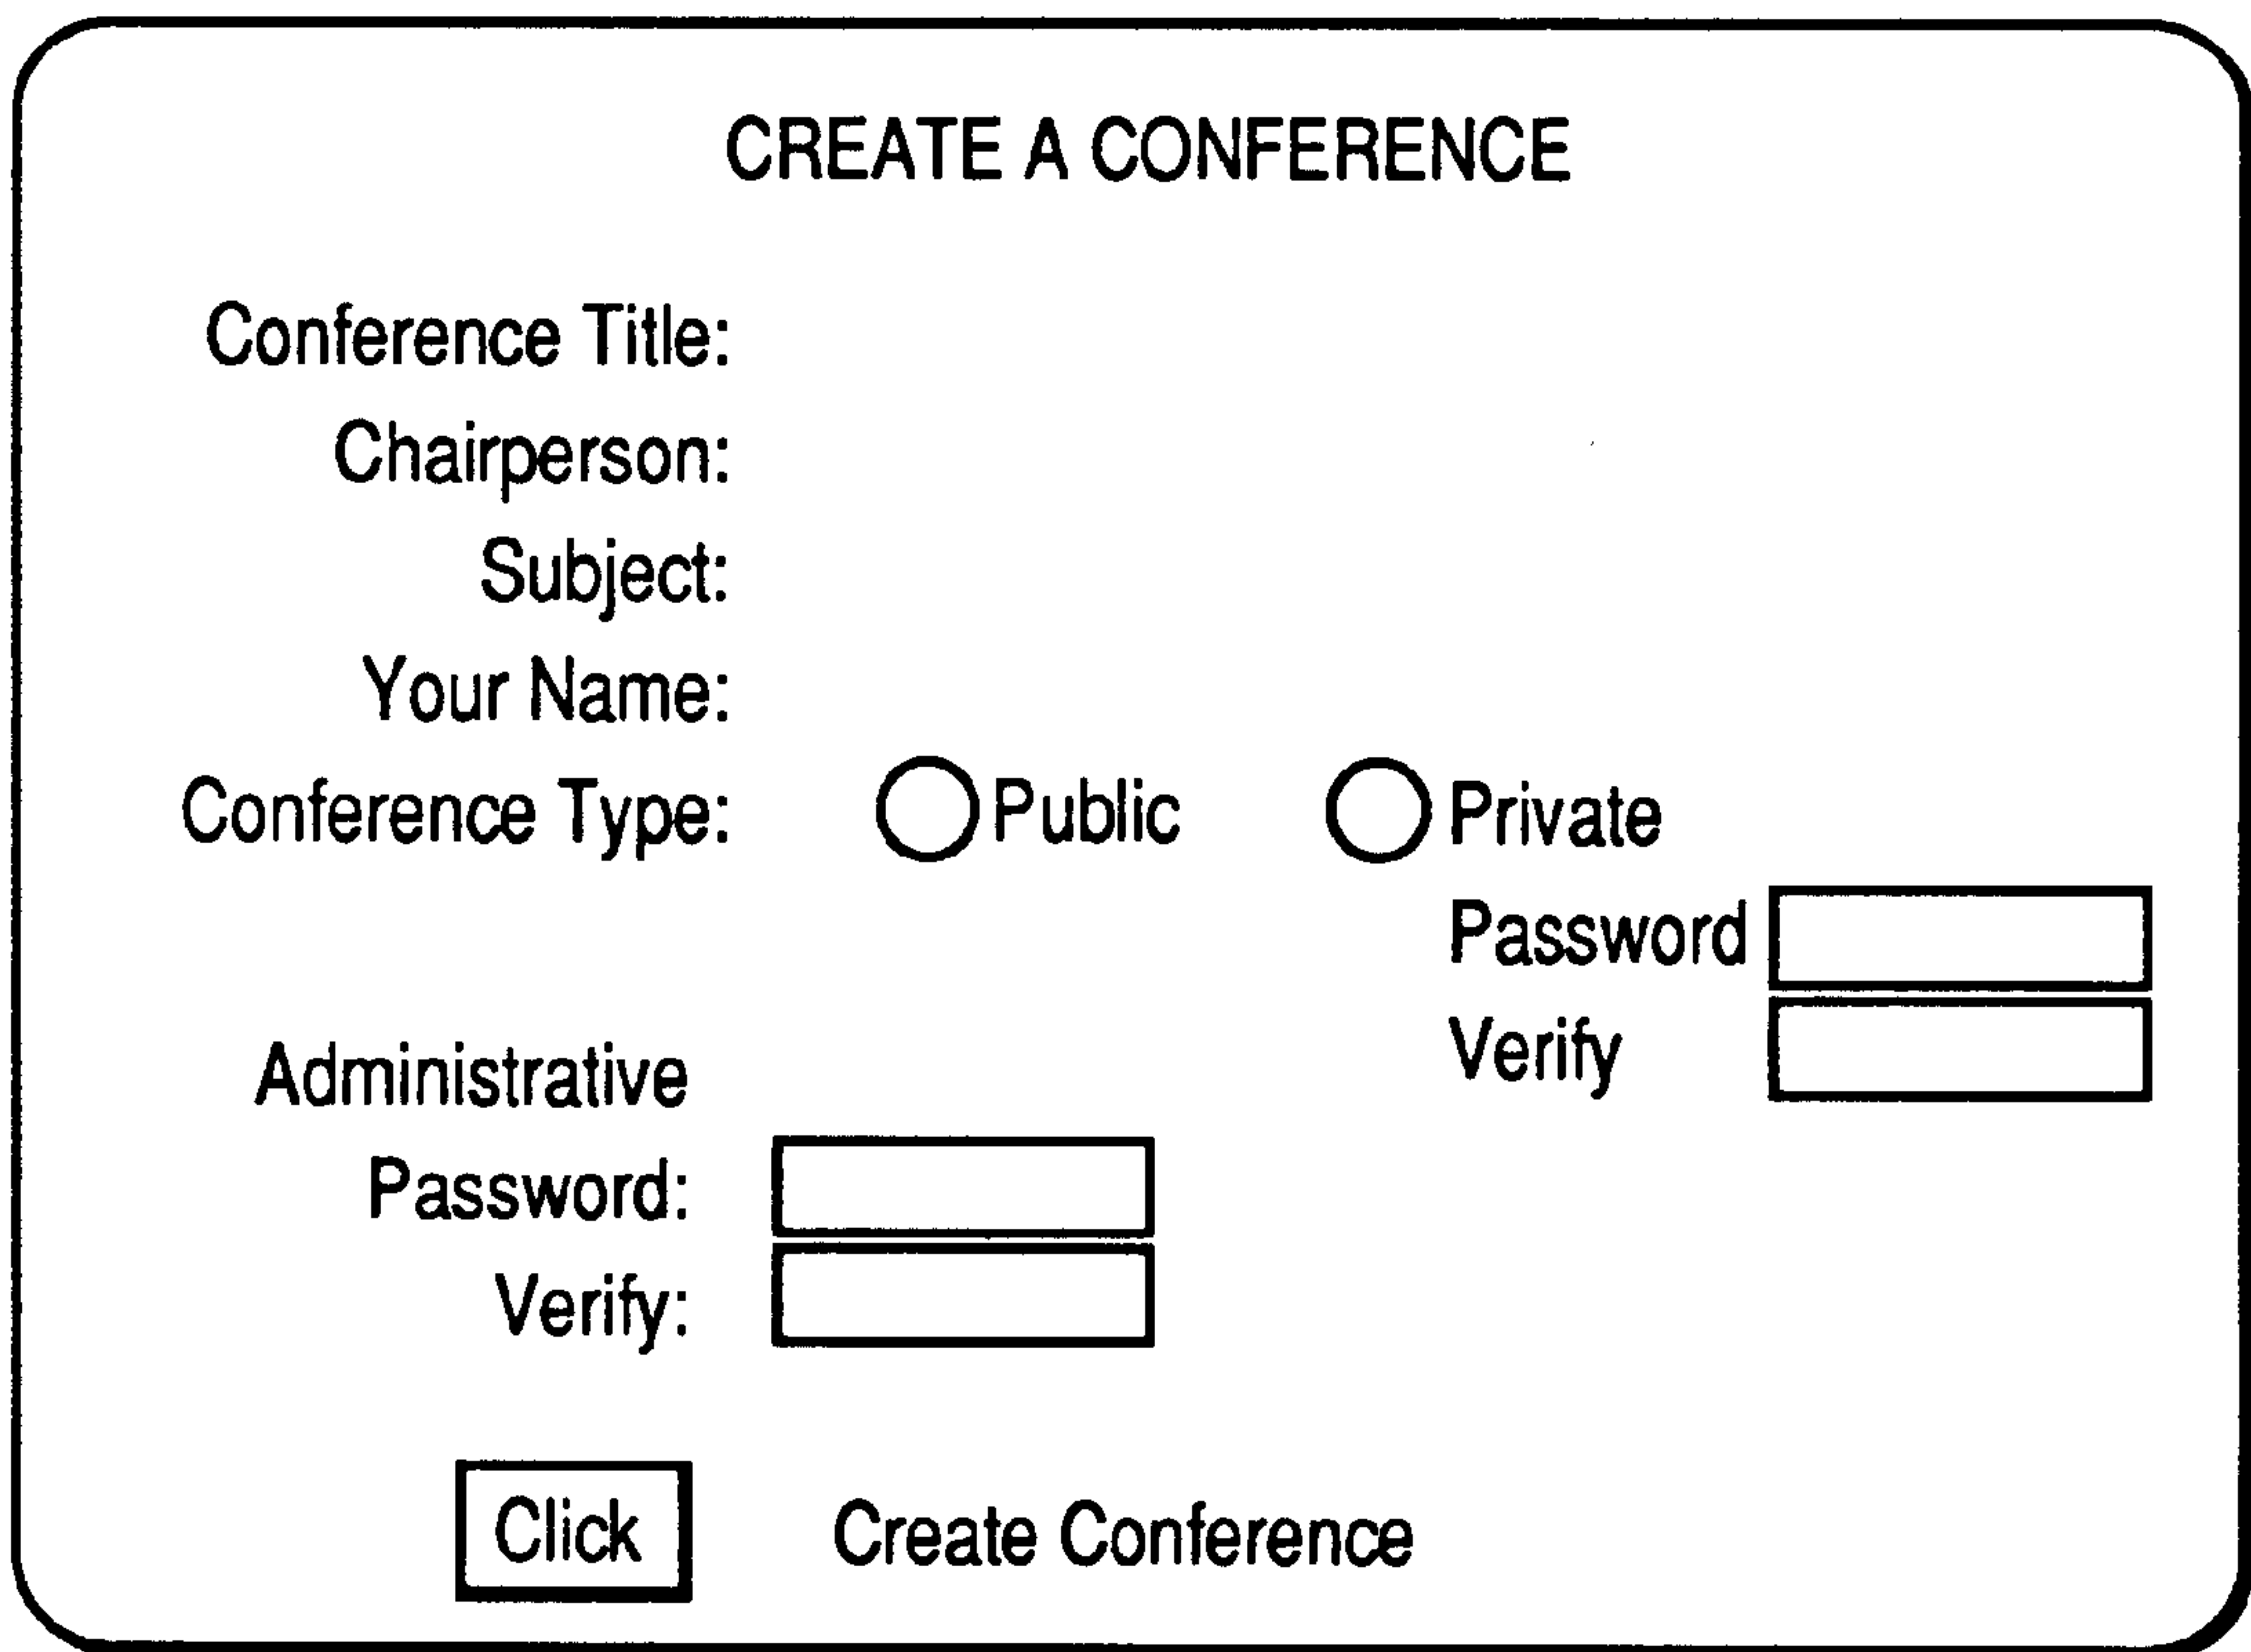 CREATE A CONFERENCE
Conference Title:
Chairperson:
Subject:
Your Name:
Conference Type: Public Private
Password
Verify
Administrative
Password:
Verify:
Click Create Conference